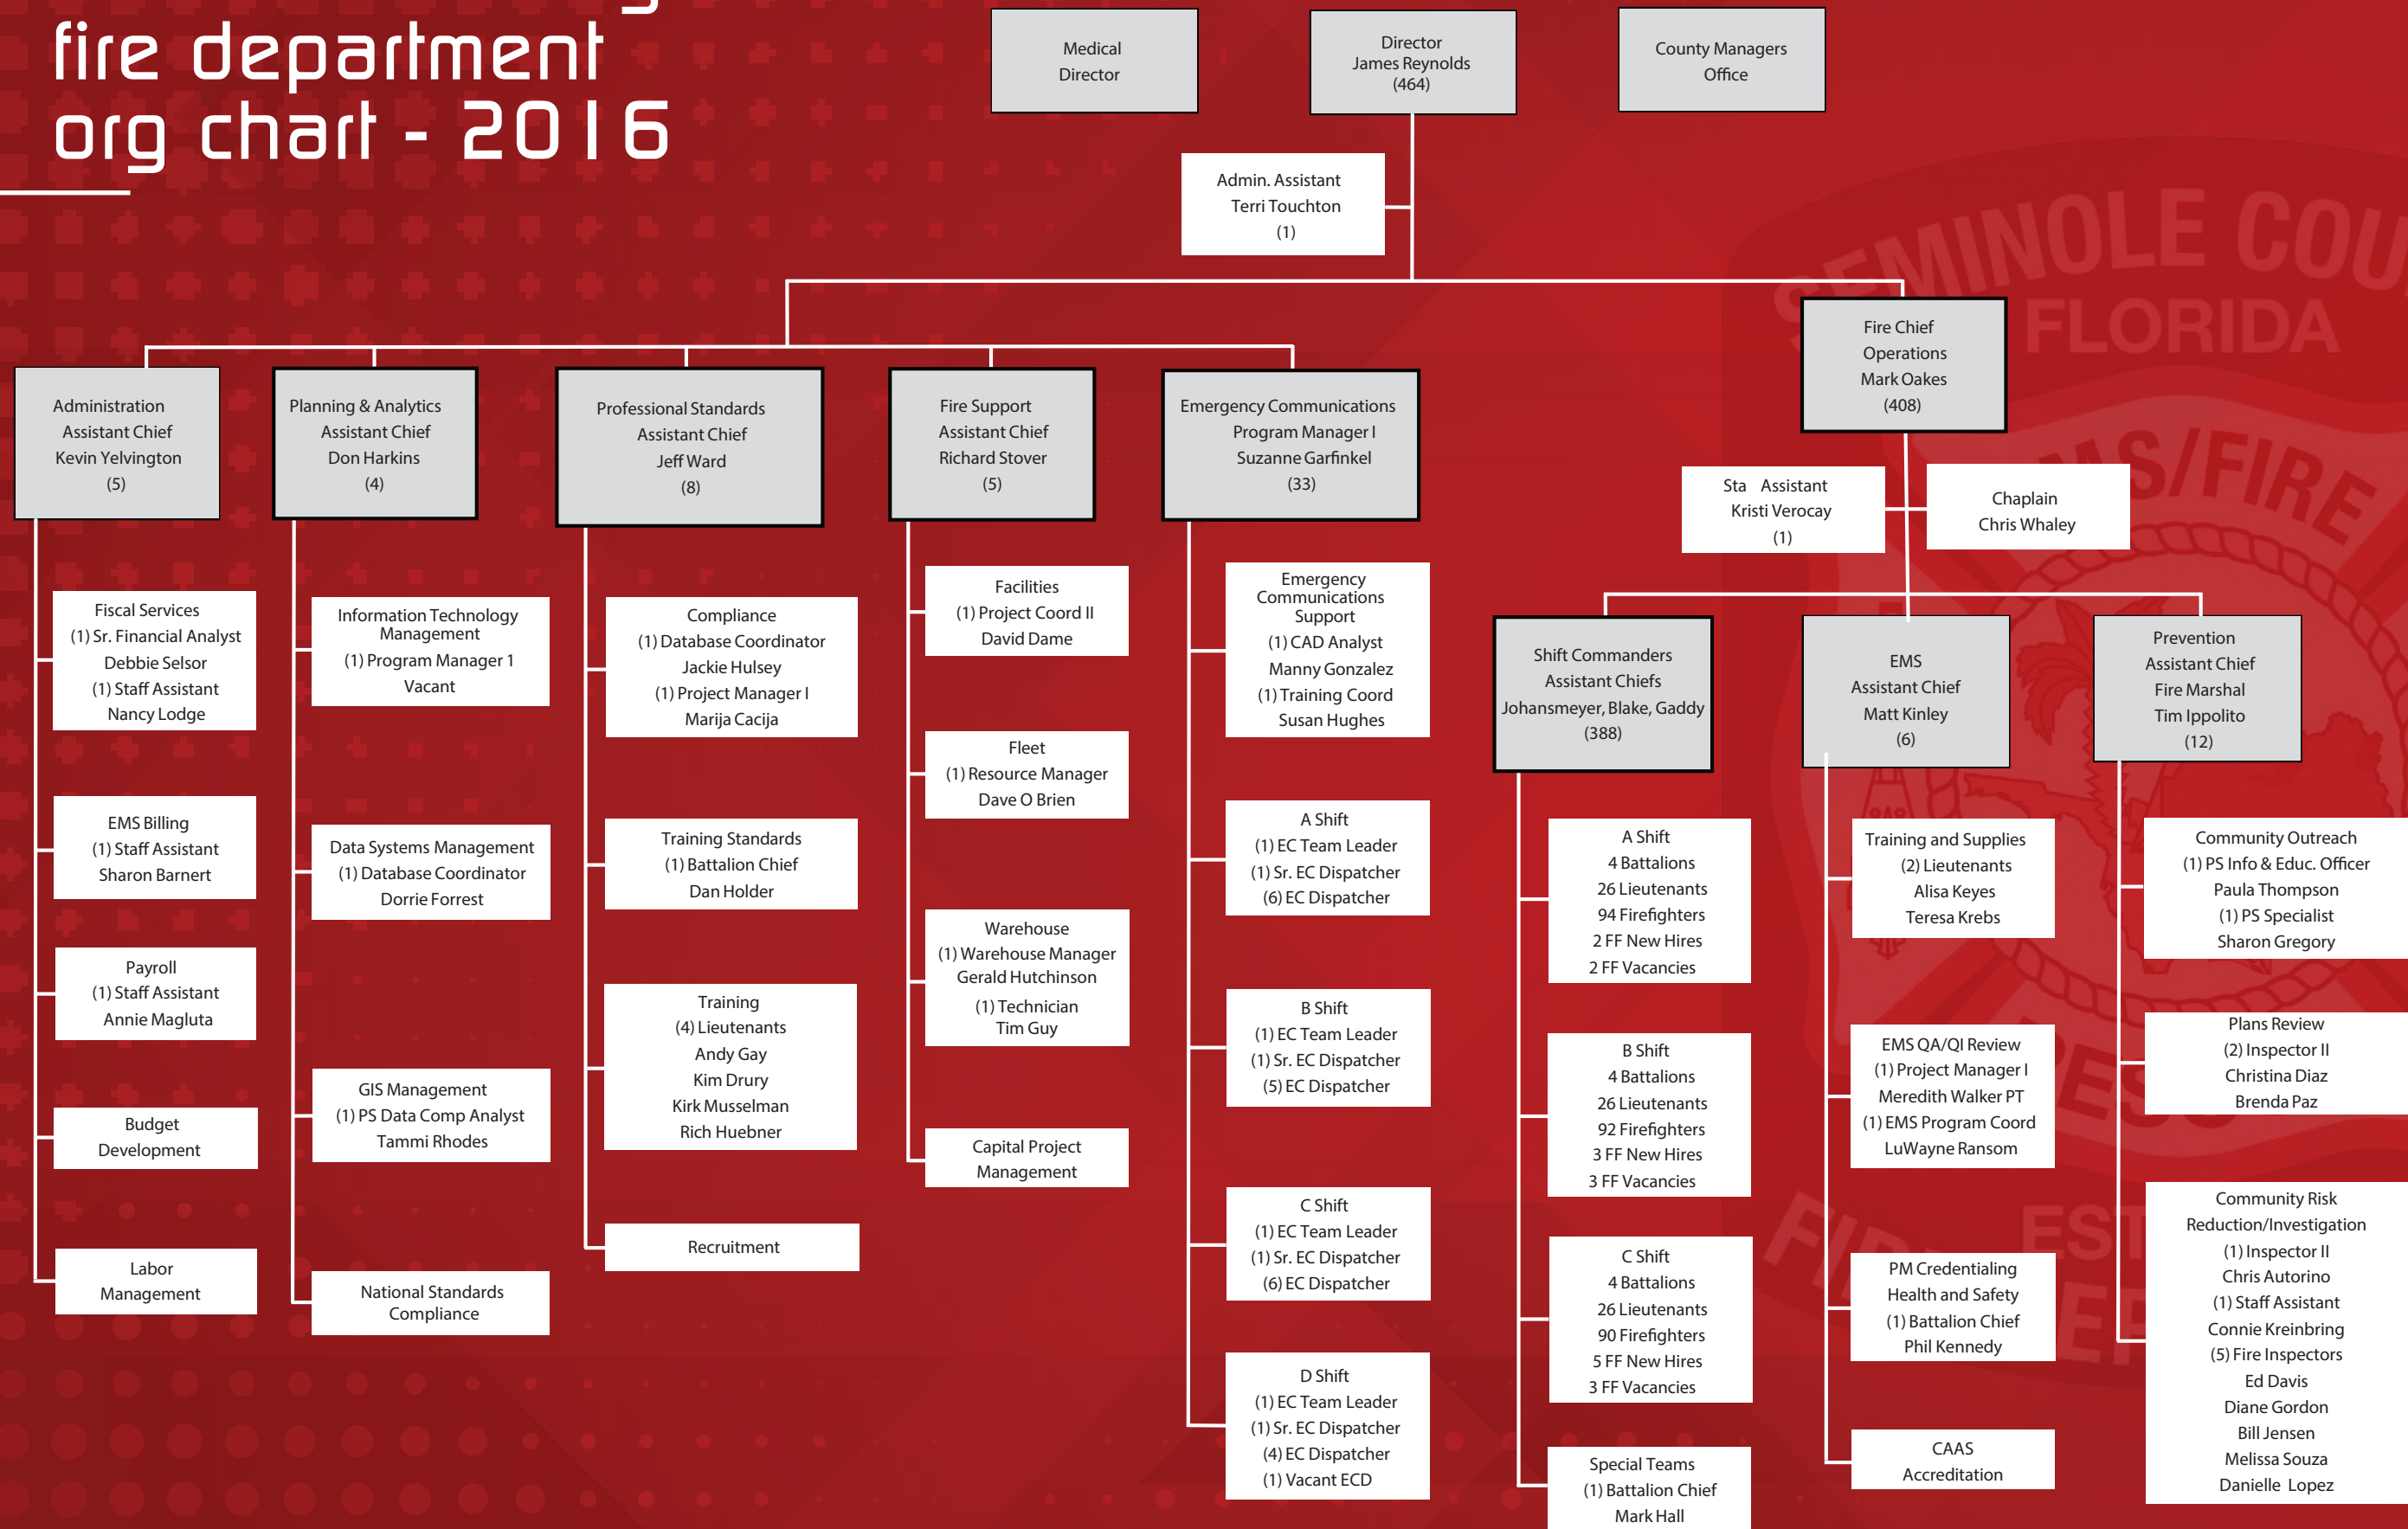 fire department
org chart - 2016
Medical
Director
Director
James Reynolds
(464)
County Managers
Office
Admin. Assistant
Terri Touchton
(1)
SEMINOLE COU
FLORIDA
Fire Chief
Operations
Mark Oakes
(408)
Administration
Assistant Chief
Kevin Yelvington
(5)
Planning & Analytics
Assistant Chief
Don Harkins
(4)
Professional Standards
Assistant Chief
Jeff Ward
(8)
Fire Support
Assistant Chief
Richard Stover
(5)
Emergency Communications
Program Manager I
Suzanne Garfinkel
(33)
Sta Assistant
Kristi Verocay
(1)
Chaplain
Chris Whaley
MS/FIRE
Fiscal Services
(1) Sr. Financial Analyst
Debbie Selsor
(1) Staff Assistant
Nancy Lodge
EMS Billing
(1) Staff Assistant
Sharon Barnert
Payroll
(1) Staff Assistant
Annie Magluta
Budget
Development
Labor
Management
Information Technology
Management
(1) Program Manager 1
Vacant
Data Systems Management
(1) Database Coordinator
Dorrie Forrest
GIS Management
(1) PS Data Comp Analyst
Tammi Rhodes
National Standards
Compliance
Compliance
(1) Database Coordinator
Jackie Hulsey
(1) Project Manager I
Marija Cacija
Training Standards
(1) Battalion Chief
Dan Holder
Training
(4) Lieutenants
Andy Gay
Kim Drury
Kirk Musselman
Rich Huebner
Recruitment
Facilities
(1) Project Coord II
David Dame
Fleet
(1) Resource Manager
Dave O Brien
Warehouse
(1) Warehouse Manager
Gerald Hutchinson
(1) Technician
Tim Guy
Capital Project
Management
Emergency
Communications
Support
(1) CAD Analyst
Manny Gonzalez
(1) Training Coord
Susan Hughes
A Shift
(1) EC Team Leader
(1) Sr. EC Dispatcher
(6) EC Dispatcher
B Shift
(1) EC Team Leader
(1) Sr. EC Dispatcher
(5) EC Dispatcher
C Shift
(1) EC Team Leader
(1) Sr. EC Dispatcher
(6) EC Dispatcher
D Shift
(1) EC Team Leader
(1) Sr. EC Dispatcher
(4) EC Dispatcher
(1) Vacant ECD
Shift Commanders
Assistant Chiefs
Johansmeyer, Blake, Gaddy
(388)
A Shift
4 Battalions
26 Lieutenants
94 Firefighters
2 FF New Hires
2 FF Vacancies
B Shift
4 Battalions
26 Lieutenants
92 Firefighters
3 FF New Hires
3 FF Vacancies
C Shift
4 Battalions
26 Lieutenants
90 Firefighters
5 FF New Hires
3 FF Vacancies
Special Teams
(1) Battalion Chief
Mark Hall
EMS
Assistant Chief
Matt Kinley
(6)
Training and Supplies
(2) Lieutenants
Alisa Keyes
Teresa Krebs
EMS QA/QI Review
(1) Project Manager I
Meredith Walker PT
(1) EMS Program Coord
LuWayne Ransom
PM Credentialing
Health and Safety
(1) Battalion Chief
Phil Kennedy
CAAS
Accreditation
Prevention
Assistant Chief
Fire Marshal
Tim Ippolito
(12)
Community Outreach
(1) PS Info & Educ. Officer
Paula Thompson
(1) PS Specialist
Sharon Gregory
Plans Review
(2) Inspector II
Christina Diaz
Brenda Paz
Community Risk
Reduction/Investigation
(1) Inspector II
Chris Autorino
(1) Staff Assistant
Connie Kreinbring
(5) Fire Inspectors
Ed Davis
Diane Gordon
Bill Jensen
Melissa Souza
Danielle Lopez